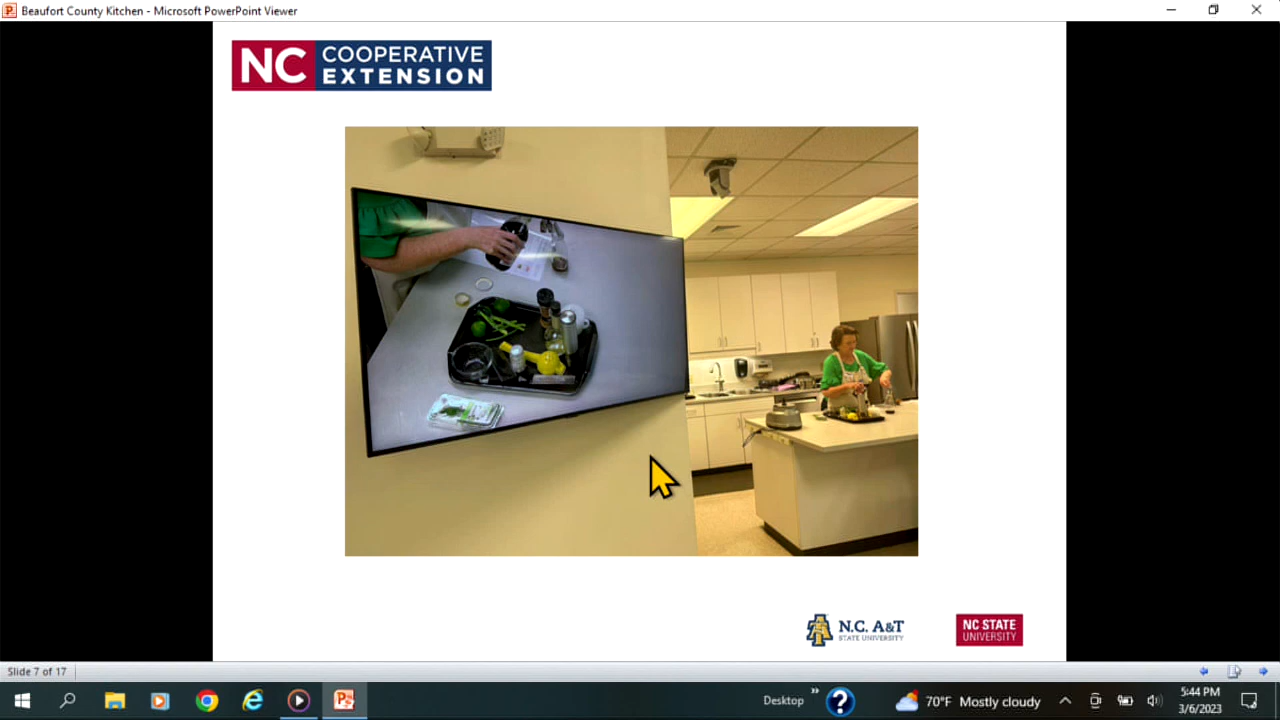 Beaufort County Kitchen - Microsoft PowerPoint Viewer
NC COOPERATIVE
EXTENSION
N.C. A&T
STATE UNIVERSITY
NC STATE
UNIVERSITY
Slide 7 of 17
Desktop
70°F Mostly cloudy
5:44 PM
3/6/2023